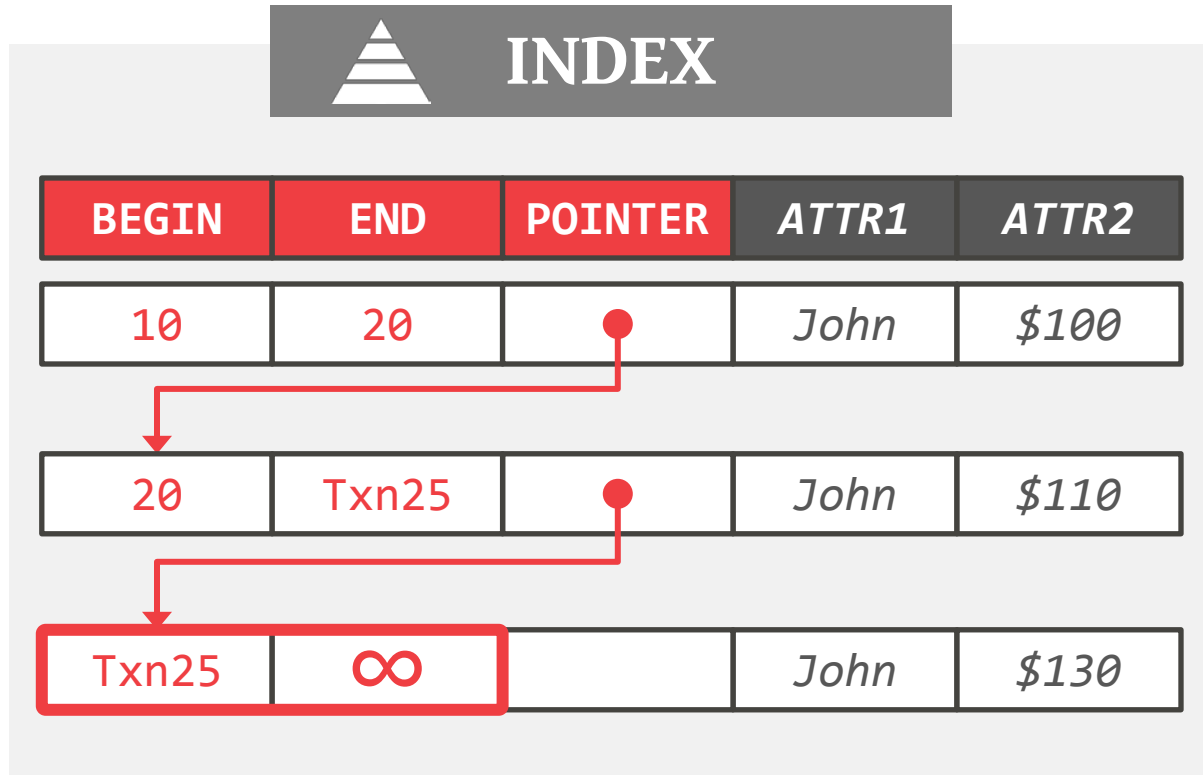 INDEX
BEGIN END POINTER ATTR1 ATTR2
10 20 John $100
20 Txn25 John $110
Txn25 ∞ John $130